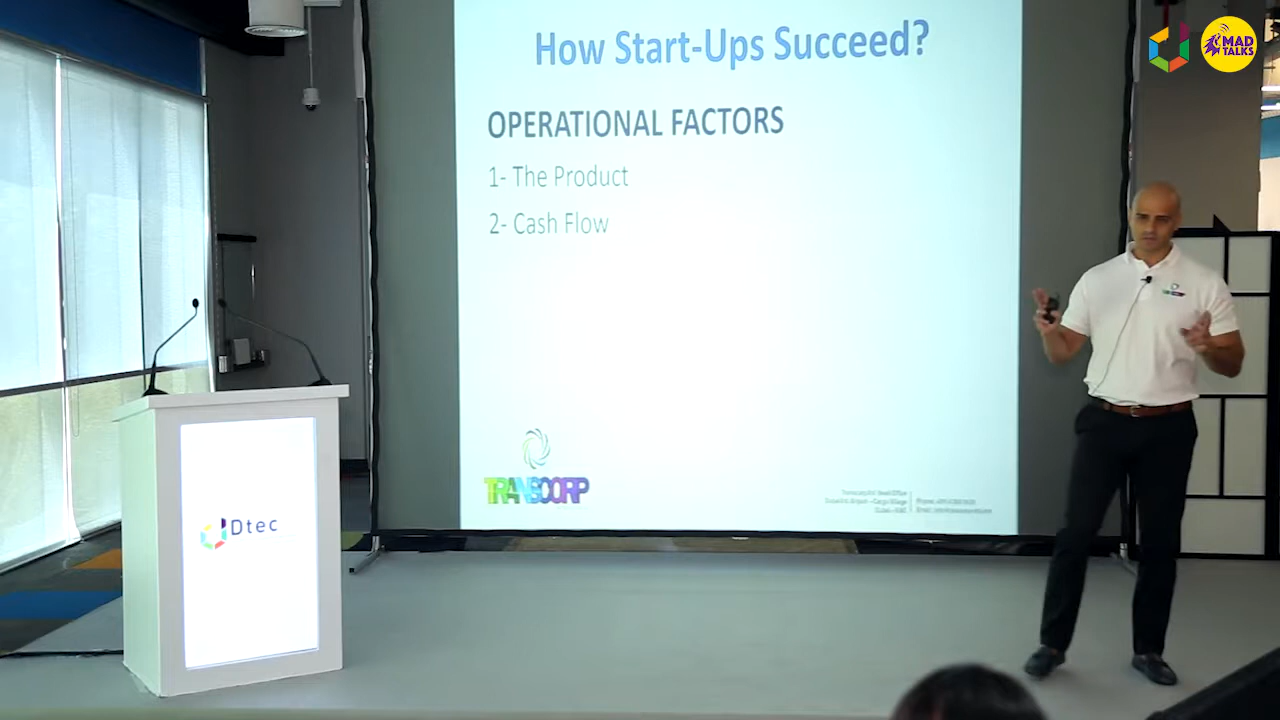 How Start-Ups Succeed?
OPERATIONAL FACTORS
1- The Product
2- Cash Flow
TRANSCORP
Dtec
MAD
TALKS